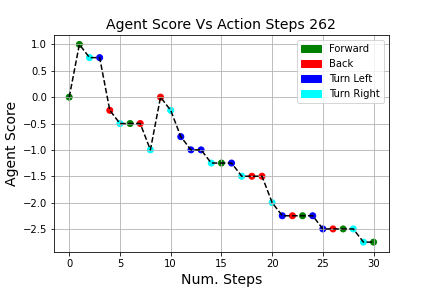 Agent Score Vs Action Steps 262
Agent Score
1.0
0.5
0.0
−0.5
−1.0
−1.5
−2.0
−2.5
Forward
Back
Turn Left
Turn Right
0 5 10 15 20 25 30
Num. Steps